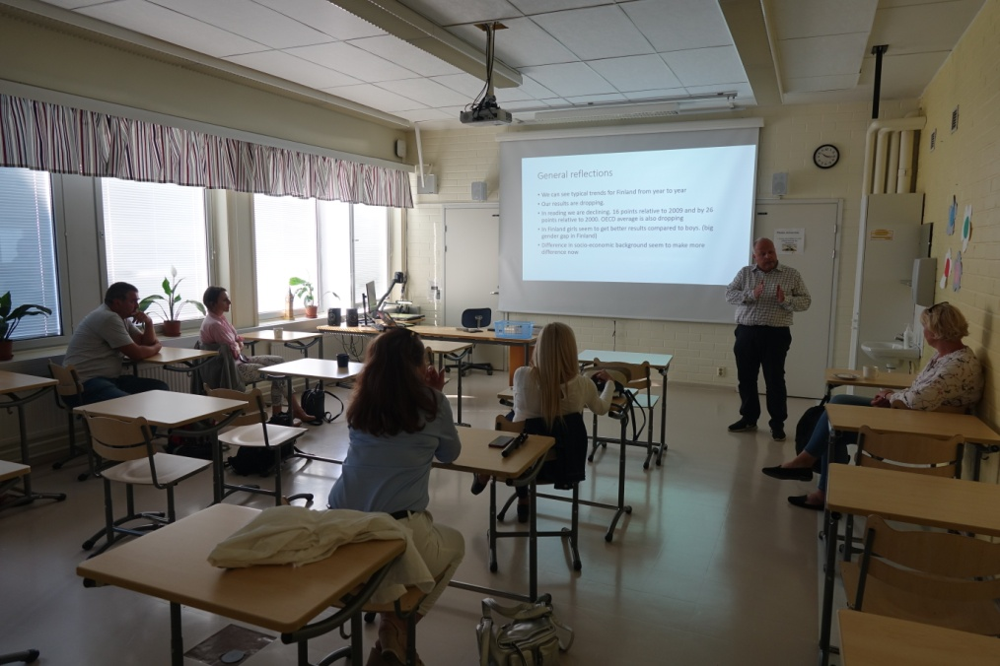 General reflections
• We can see typical trends for Finland from year to year
• Our results are dropping.
• In reading we are declining, 16 points relative to 2009 and by 26
points relative to 2000. OECD average is also dropping
• In Finland girls seem to get better results compared to boys. (big
gender gap in Finland)
• Difference in socio-economic background seem to make more
difference now.